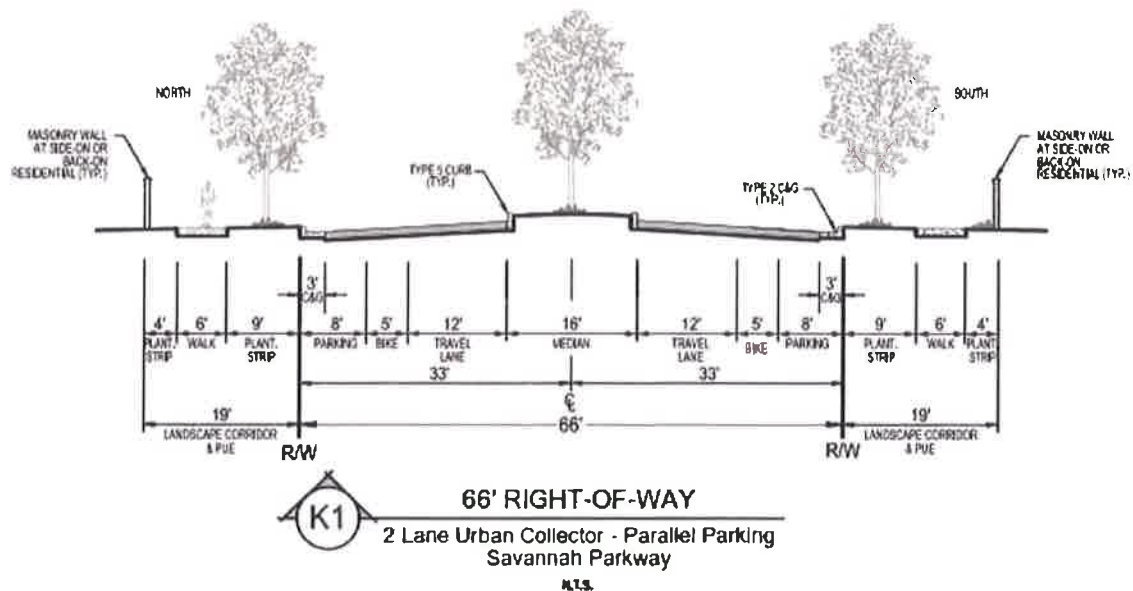 NORTH
SOUTH
MASONRY WALL
AT SIDE-ON OR
BACK-ON
RESIDENTIAL (TYP.)
TYPE 5 CURB
(TYP.)
TYPE 2 C&G
(TYP.)
MASONRY WALL
AT SIDE-ON OR
BACK-ON
RESIDENTIAL (TYP.)
3'
C&G
3'
C&G
4' 6' 9' 8' 5' 12' 16' 12' 5' 8' 9' 6' 4'
PLANT. STRIP WALK PLANT. STRIP PARKING BIKE TRAVEL LANE MEDIAN TRAVEL LANE BIKE PARKING PLANT. STRIP WALK PLANT. STRIP
33' 33'
℄
19' 66' 19'
LANDSCAPE CORRIDOR
& PUE
R/W
R/W
LANDSCAPE CORRIDOR
& PUE
K1
66' RIGHT-OF-WAY
2 Lane Urban Collector - Parallel Parking
Savannah Parkway
N.T.S.